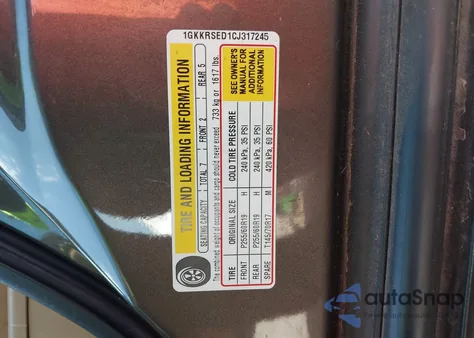 1GKKRSED1CJ317245
TIRE AND LOADING INFORMATION
SEATING CAPACITY TOTAL 7 FRONT 2 REAR 5
The combined weight of occupants and cargo should never exceed 733 kg or 1617 lbs.
TIRE ORIGINAL SIZE COLD TIRE PRESSURE
FRONT P255/60R19 H 240 kPa, 35 PSI
REAR P255/60R19 H 240 kPa, 35 PSI
SPARE T145/70R17 M 420 kPa, 60 PSI
SEE OWNER'S
MANUAL FOR
ADDITIONAL
INFORMATION
autoSnap